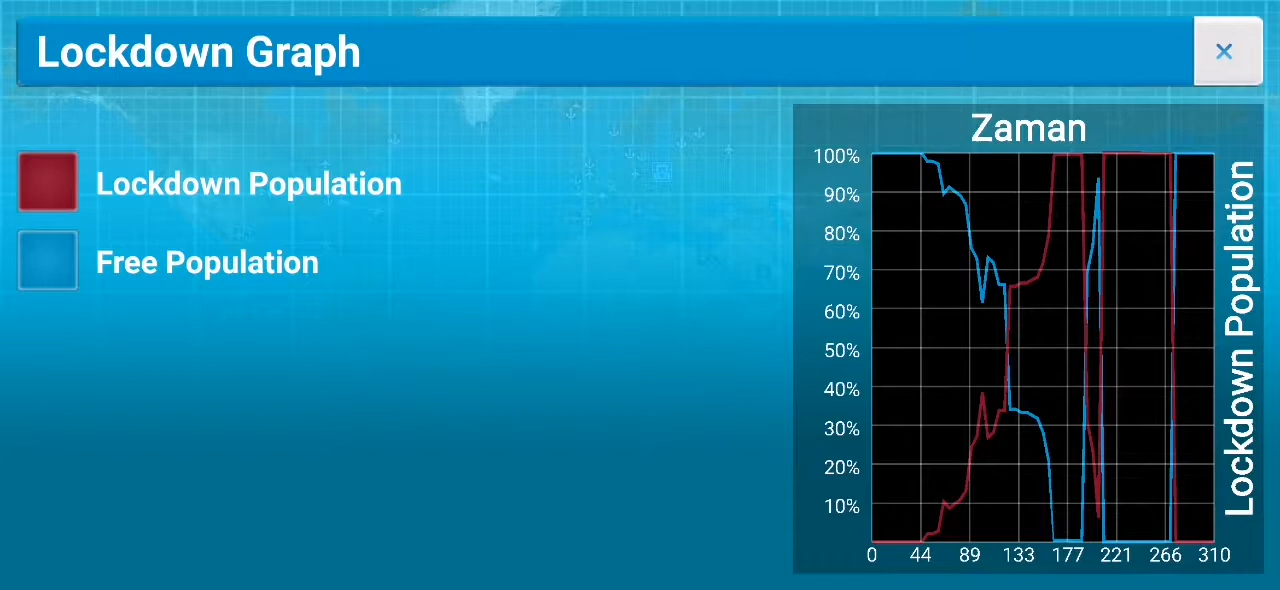 Lockdown Graph
×
Lockdown Population
Free Population
Zaman
100%
90%
80%
70%
60%
50%
40%
30%
20%
10%
0 44 89 133 177 221 266 310
Lockdown Population